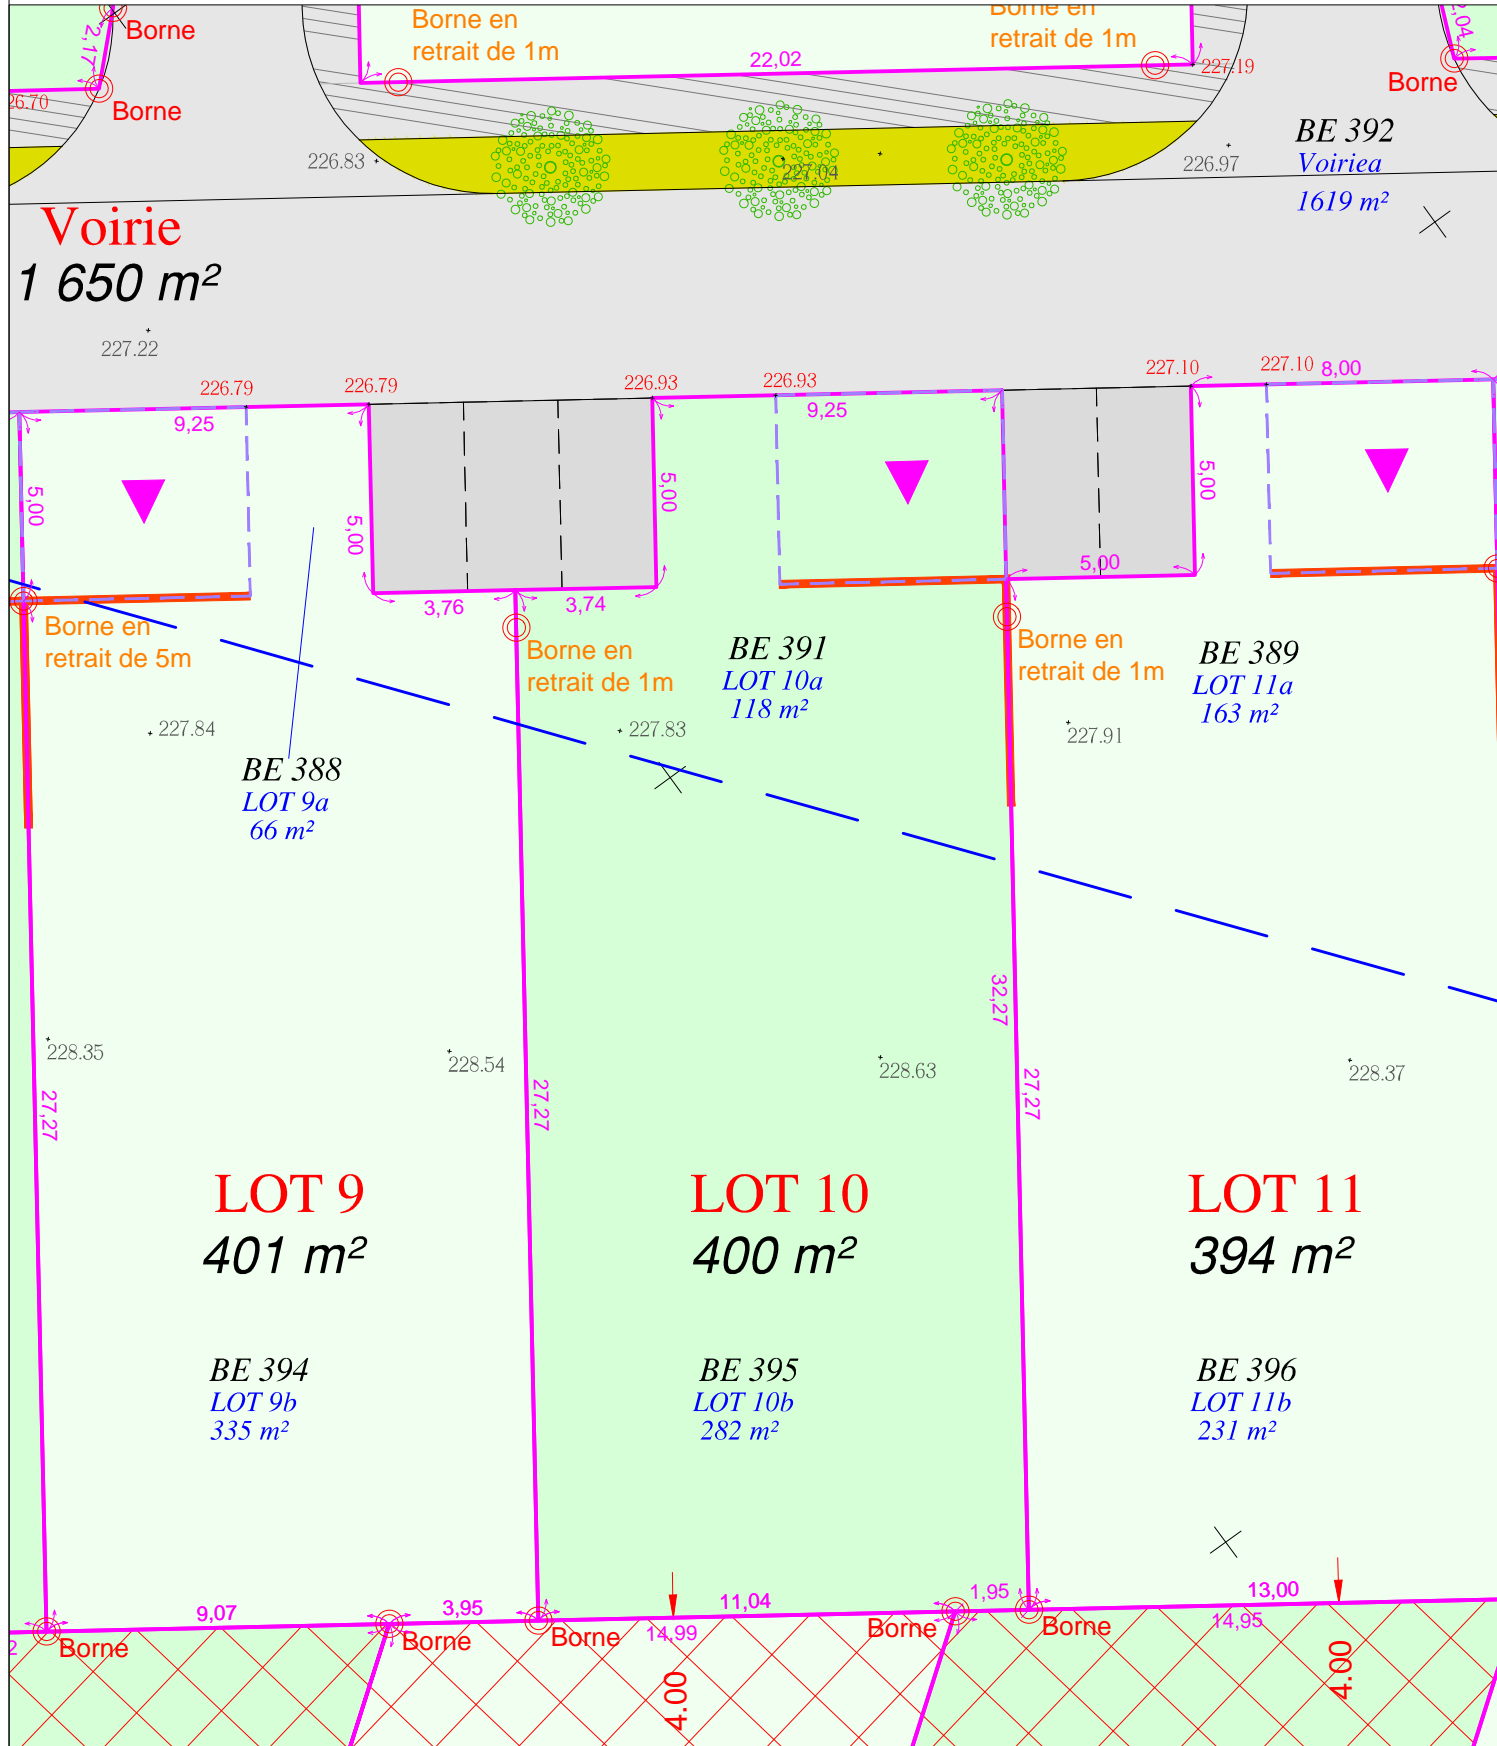 2,17
Borne
Borne
26.70
Borne en
retrait de 1m
22,02
Borne en
retrait de 1m
227.19
2,04
Borne
226.83
227.04
226.97
BE 392
Voiriea
1619 m²
Voirie
1 650 m²
227.22
226.79
226.79
226.93
226.93
227.10
227.10
9,25
9,25
8,00
5,00
5,00
5,00
5,00
5,00
3,76
3,74
Borne en
retrait de 5m
Borne en
retrait de 1m
Borne en
retrait de 1m
BE 391
LOT 10a
118 m²
BE 389
LOT 11a
163 m²
227.84
227.83
227.91
BE 388
LOT 9a
66 m²
32,27
228.35
228.54
228.63
228.37
27,27
27,27
27,27
LOT 9
401 m²
LOT 10
400 m²
LOT 11
394 m²
BE 394
LOT 9b
335 m²
BE 395
LOT 10b
282 m²
BE 396
LOT 11b
231 m²
9,07
3,95
11,04
1,95
13,00
2
Borne
Borne
Borne
14,99
Borne
Borne
14,95
4.00
4.00